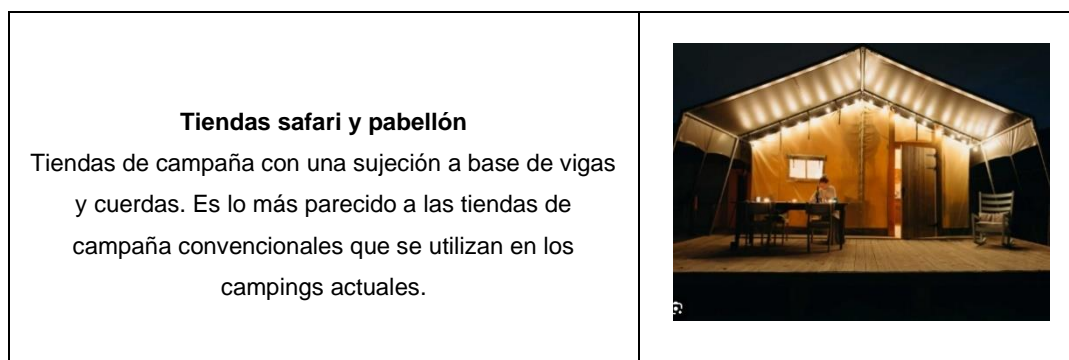 Tiendas safari y pabellón
Tiendas de campaña con una sujeción a base de vigas
y cuerdas. Es lo más parecido a las tiendas de
campaña convencionales que se utilizan en los
campings actuales.